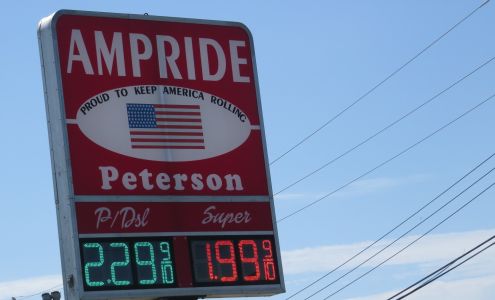 AMPRIDE
PROUD TO KEEP AMERICA ROLLING
Peterson
P/Dsl Super
2.29 9/10 1.99 9/10